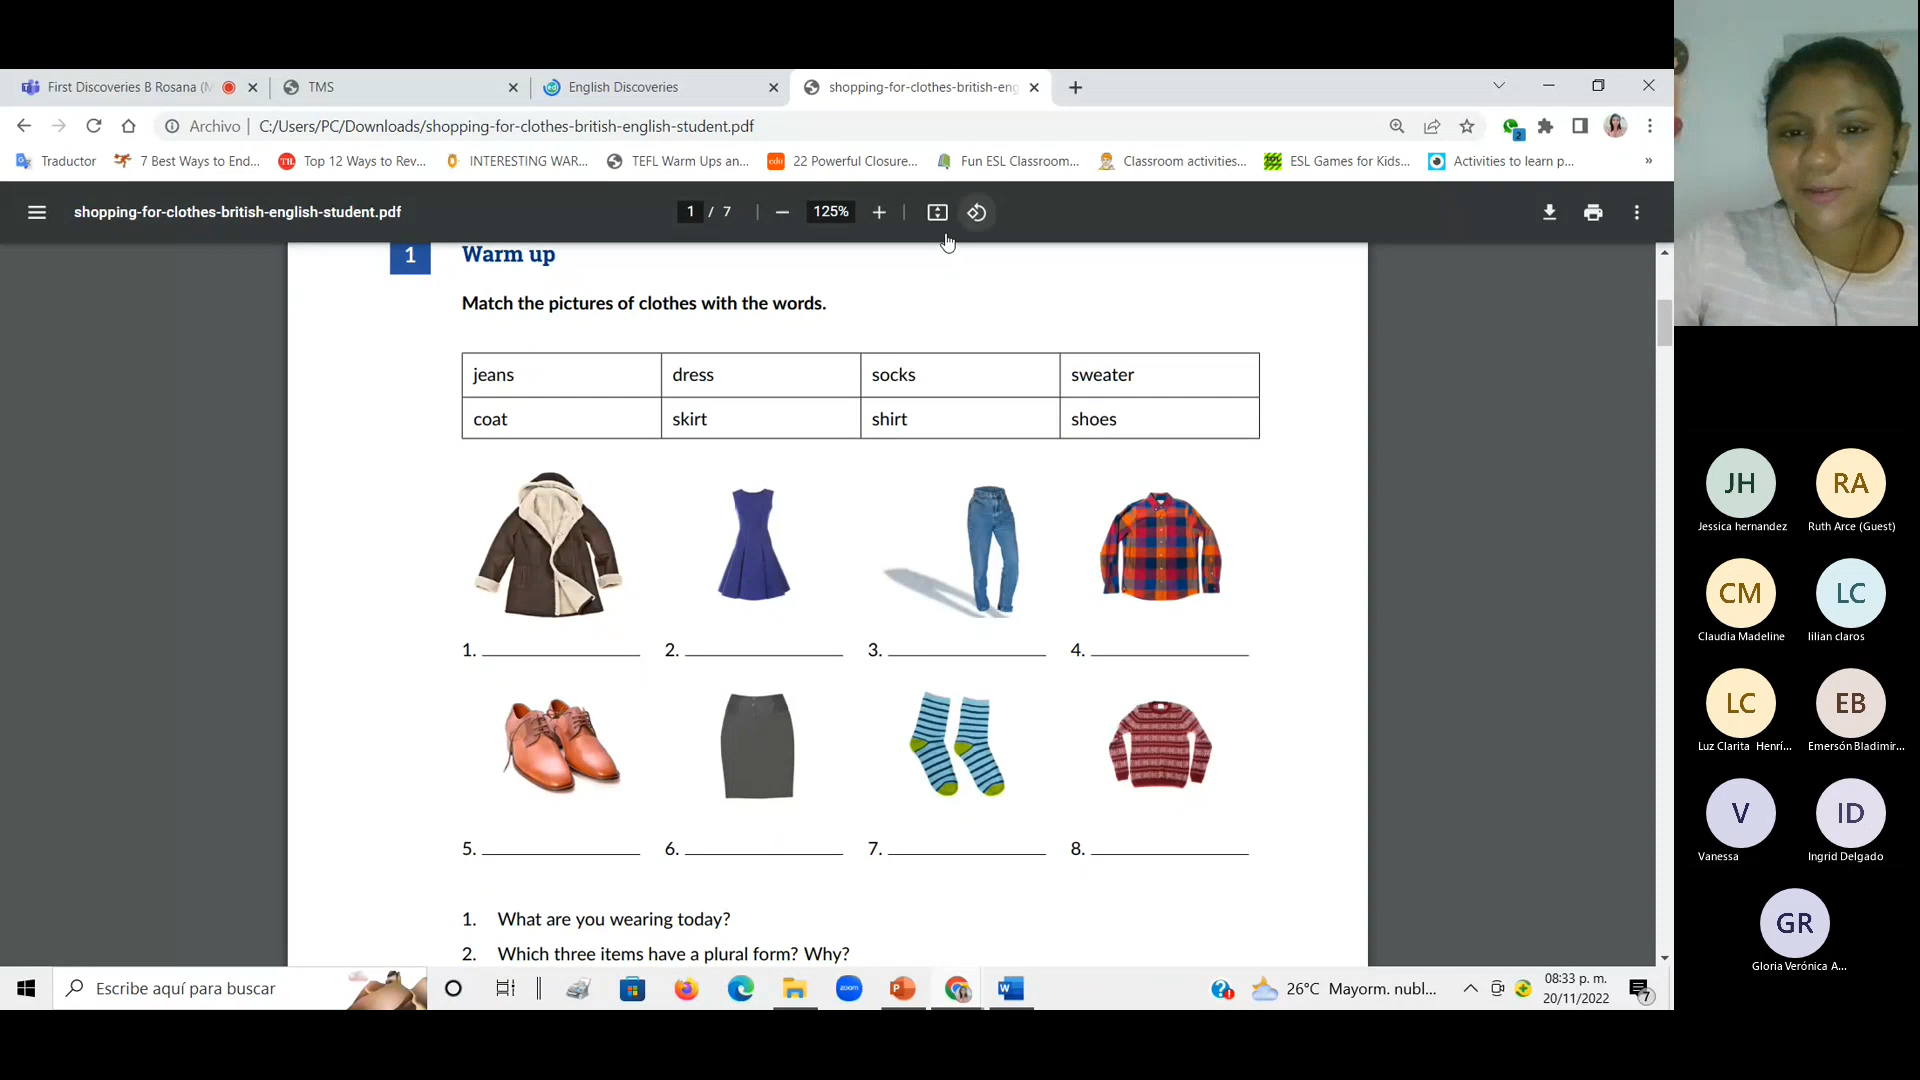 First Discoveries B Rosana (M
TMS
English Discoveries
shopping-for-clothes-british-eng
Archivo
C:/Users/PC/Downloads/shopping-for-clothes-british-english-student.pdf
2
Traductor
7 Best Ways to End...
Top 12 Ways to Rev...
INTERESTING WAR...
TEFL Warm Ups an...
22 Powerful Closure...
Fun ESL Classroom...
Classroom activities...
ESL Games for Kids...
Activities to learn p...
»
shopping-for-clothes-british-english-student.pdf
1 / 7
125%
1 Warm up
Match the pictures of clothes with the words.
jeans dress socks sweater
coat skirt shirt shoes
1. 2. 3. 4.
5. 6. 7. 8.
1. What are you wearing today?
2. Which three items have a plural form? Why?
JH
Jessica hernandez
RA
Ruth Arce (Guest)
CM
Claudia Madeline
LC
lilian claros
LC
Luz Clarita Henrí...
EB
Emersón Bladimir...
V
Vanessa
ID
Ingrid Delgado
GR
Gloria Verónica A...
Escribe aquí para buscar
zoom
26°C Mayorm. nubl...
08:33 p. m.
20/11/2022
7